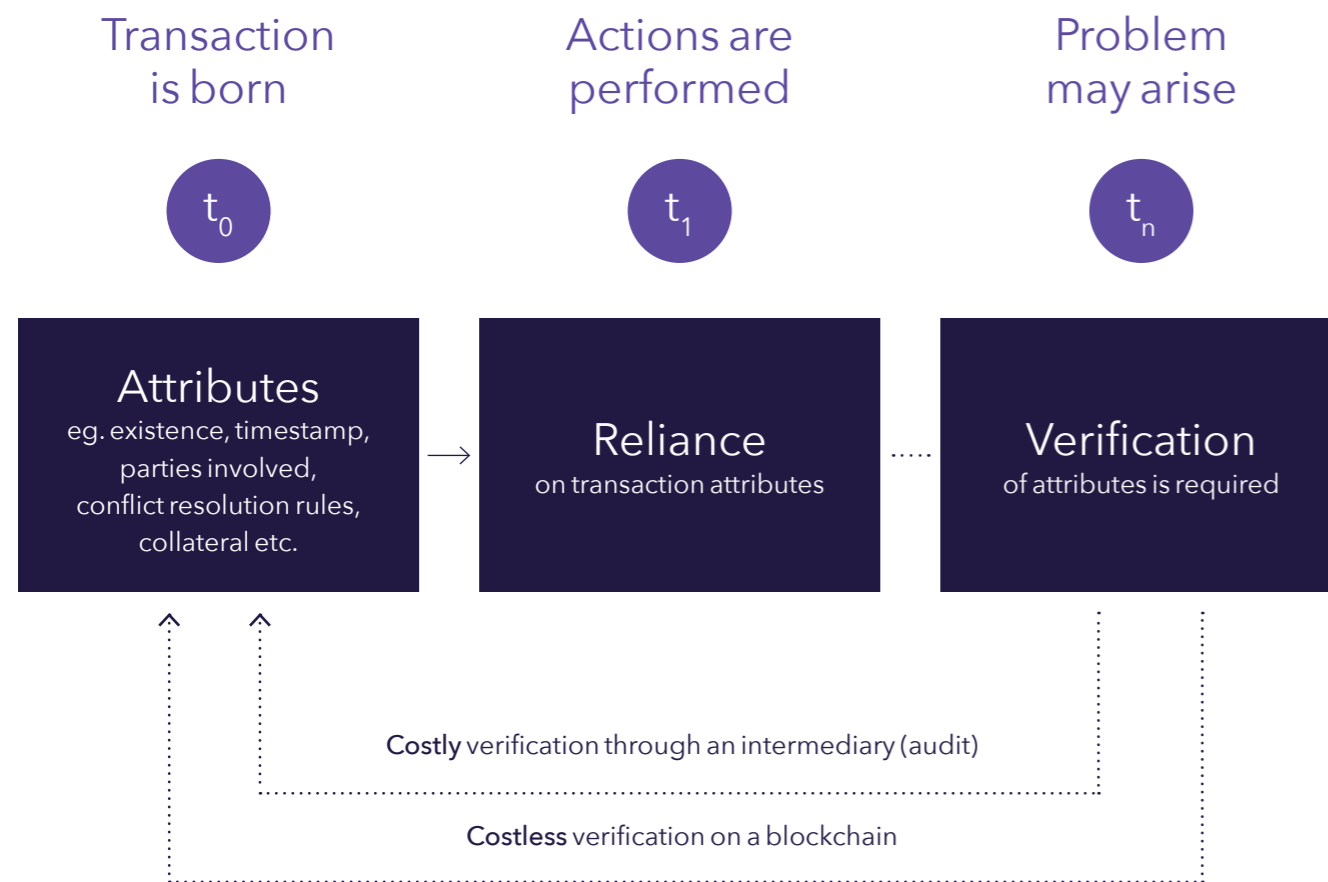 Transaction
is born
Actions are
performed
Problem
may arise
t0
t1
tn
Attributes
eg. existence, timestamp,
parties involved,
conflict resolution rules,
collateral etc.
Reliance
on transaction attributes
Verification
of attributes is required
Costly verification through an intermediary (audit)
Costless verification on a blockchain